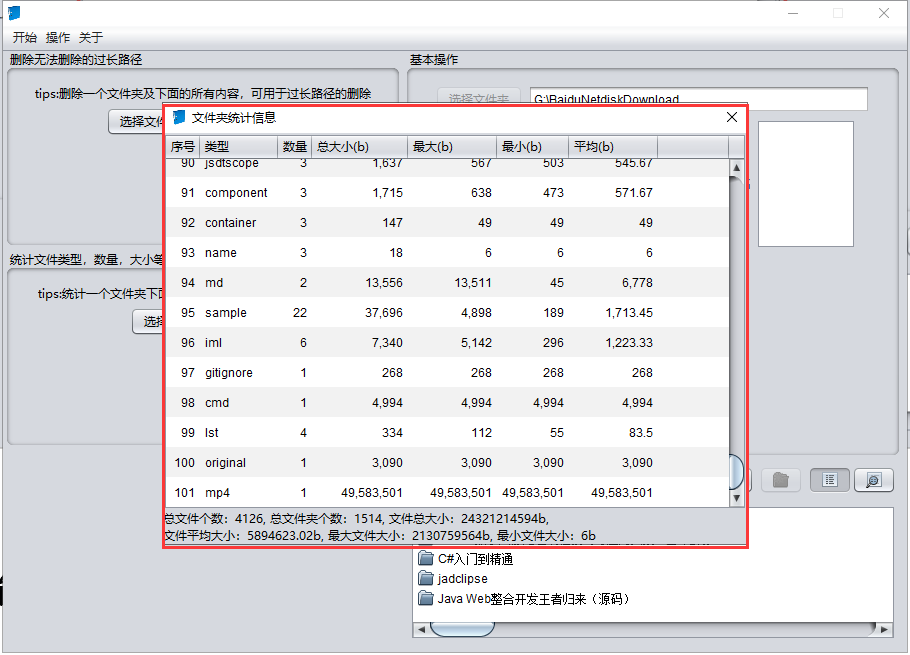 开始 操作 关于
删除无法删除的过长路径
基本操作
tips:删除一个文件夹及下面的所有内容，可用于过长路径的删除
选择文件夹
G:\BaiduNetdiskDownload
选择文
文件夹统计信息
序号 类型 数量 总大小(b) 最大(b) 最小(b) 平均(b)
90 jsdtscope 3 1,637 567 503 545.67
91 component 3 1,715 638 473 571.67
92 container 3 147 49 49 49
93 name 3 18 6 6 6
94 md 2 13,556 13,511 45 6,778
95 sample 22 37,696 4,898 189 1,713.45
96 iml 6 7,340 5,142 296 1,223.33
97 gitignore 1 268 268 268 268
98 cmd 1 4,994 4,994 4,994 4,994
99 lst 4 334 112 55 83.5
100 original 1 3,090 3,090 3,090 3,090
101 mp4 1 49,583,501 49,583,501 49,583,501 49,583,501
总文件个数：4126, 总文件夹个数：1514, 文件总大小：24321214594b,
文件平均大小：5894623.02b, 最大文件大小：2130759564b, 最小文件大小：6b
统计文件类型，数量，大小等
tips:统计一个文件夹下
选择
C#入门到精通
jadclipse
Java Web整合开发王者归来（源码）